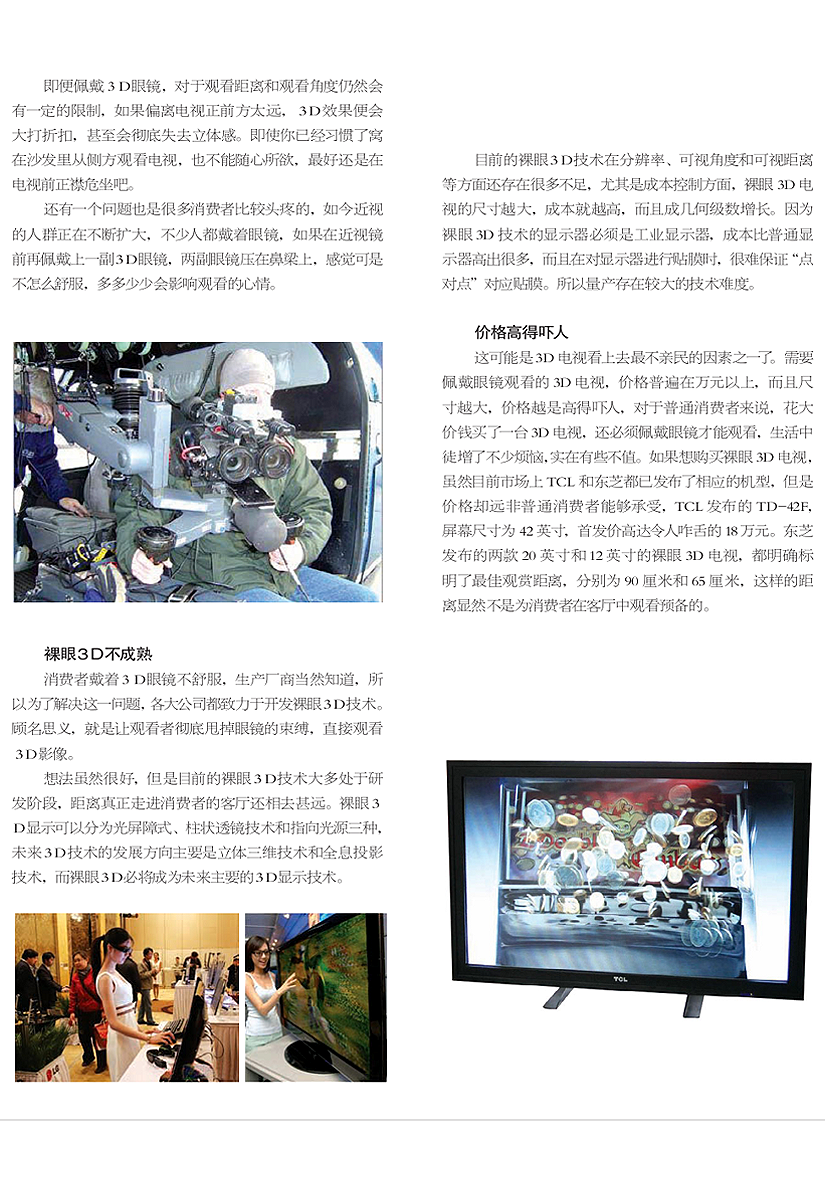 即便佩戴3D眼镜，对于观看距离和观看角度仍然会
有一定的限制，如果偏离电视正前方太远，3D效果便会
大打折扣，甚至会彻底失去立体感。即使你已经习惯了窝
在沙发里从侧方观看电视，也不能随心所欲，最好还是在
电视前正襟危坐吧。
还有一个问题也是很多消费者比较头疼的，如今近视
的人群正在不断扩大，不少人都戴着眼镜，如果在近视镜
前再佩戴上一副3D眼镜，两副眼镜压在鼻梁上，感觉可是
不怎么舒服，多多少少会影响观看的心情。
裸眼3D不成熟
消费者戴着3D眼镜不舒服，生产厂商当然知道，所
以为了解决这一问题，各大公司都致力于开发裸眼3D技术。
顾名思义，就是让观看者彻底甩掉眼镜的束缚，直接观看
3D影像。
想法虽然很好，但是目前的裸眼3D技术大多处于研
发阶段，距离真正走进消费者的客厅还相去甚远。裸眼3
D显示可以分为光屏障式、柱状透镜技术和指向光源三种，
未来3D技术的发展方向主要是立体三维技术和全息投影
技术，而裸眼3D必将成为未来主要的3D显示技术。
LG
目前的裸眼3D技术在分辨率、可视角度和可视距离
等方面还存在很多不足，尤其是成本控制方面，裸眼3D电
视的尺寸越大，成本就越高，而且成几何级数增长。因为
裸眼3D技术的显示器必须是工业显示器，成本比普通显
示器高出很多，而且在对显示器进行贴膜时，很难保证“点
对点”对应贴膜。所以量产存在较大的技术难度。
价格高得吓人
这可能是3D电视看上去最不亲民的因素之一了。需要
佩戴眼镜观看的3D电视，价格普遍在万元以上，而且尺
寸越大，价格越是高得吓人，对于普通消费者来说，花大
价钱买了一台3D电视，还必须佩戴眼镜才能观看，生活中
徒增了不少烦恼，实在有些不值。如果想购买裸眼3D电视，
虽然目前市场上TCL和东芝都已发布了相应的机型，但是
价格却远非普通消费者能够承受，TCL发布的TD-42F，
屏幕尺寸为42英寸，首发价高达令人咋舌的18万元。东芝
发布的两款20英寸和12英寸的裸眼3D电视，都明确标
明了最佳观赏距离，分别为90厘米和65厘米，这样的距
离显然不是为消费者在客厅中观看预备的。
TCL